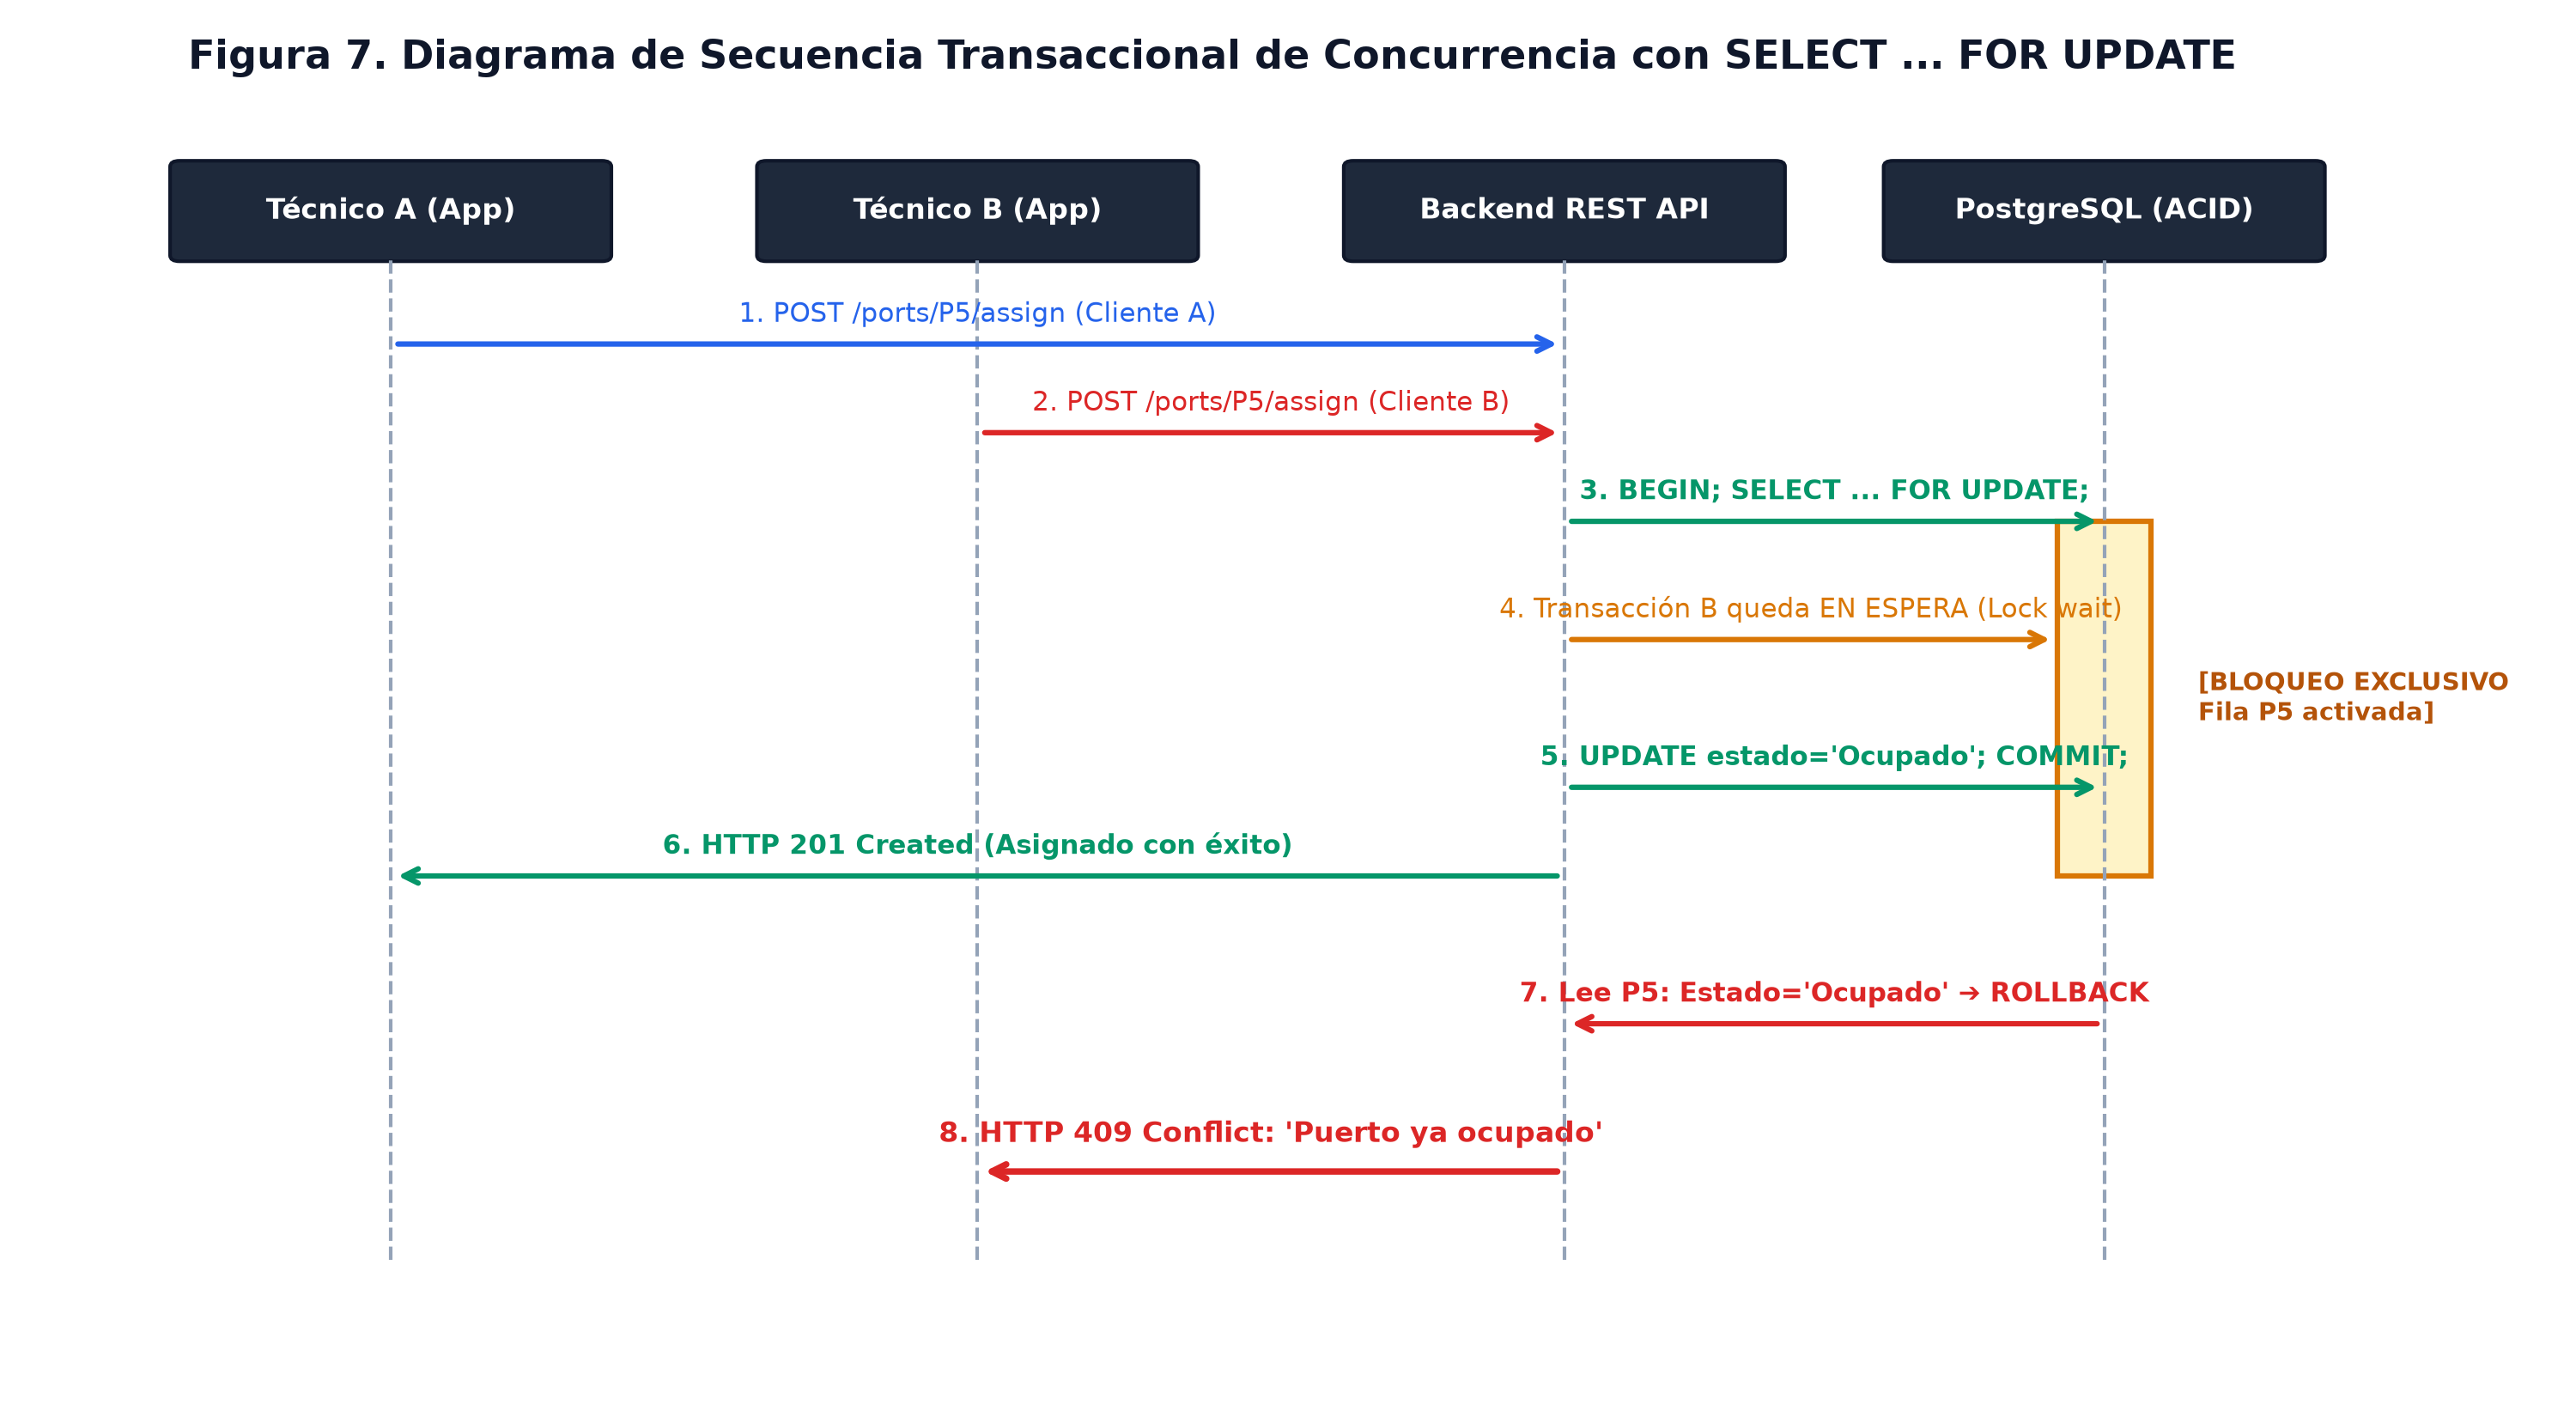 Figura 7. Diagrama de Secuencia Transaccional de Concurrencia con SELECT ... FOR UPDATE
Técnico A (App)
Técnico B (App)
Backend REST API
PostgreSQL (ACID)
1. POST /ports/P5/assign (Cliente A)
2. POST /ports/P5/assign (Cliente B)
3. BEGIN; SELECT ... FOR UPDATE;
4. Transacción B queda EN ESPERA (Lock wait)
[BLOQUEO EXCLUSIVO
Fila P5 activada]
5. UPDATE estado='Ocupado'; COMMIT;
6. HTTP 201 Created (Asignado con éxito)
7. Lee P5: Estado='Ocupado' ➔ ROLLBACK
8. HTTP 409 Conflict: 'Puerto ya ocupado'